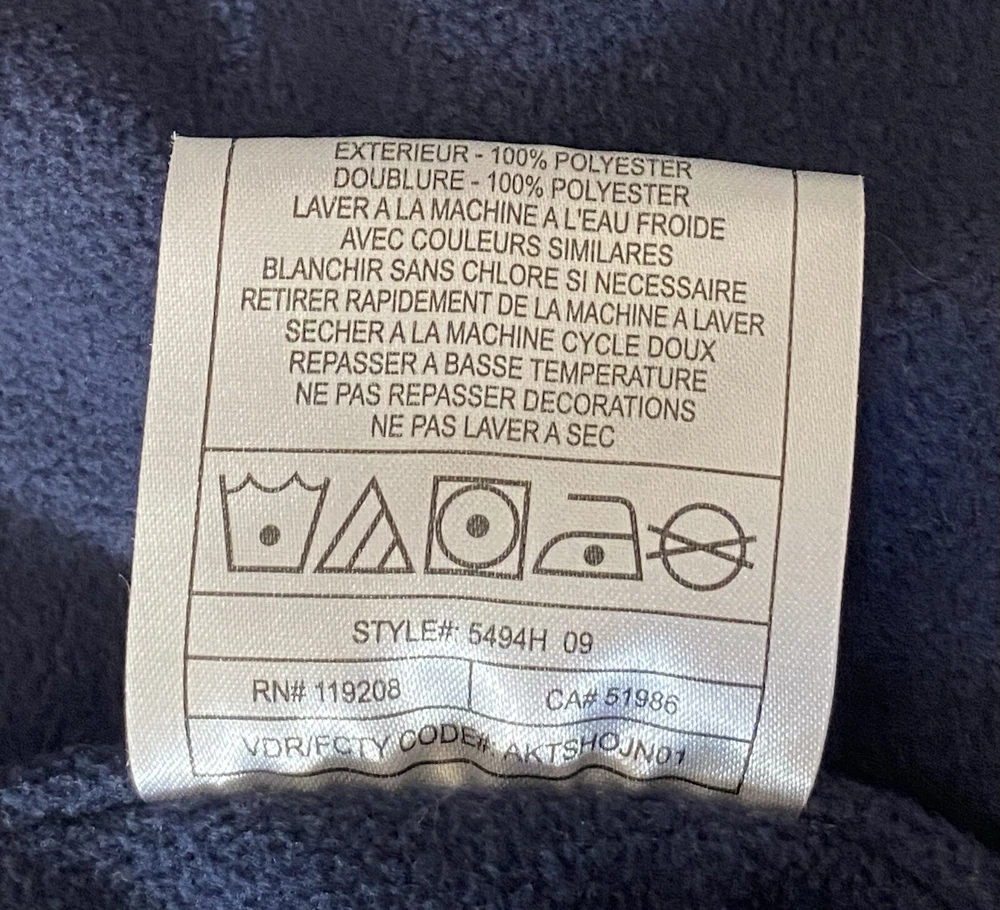 EXTERIEUR - 100% POLYESTER
DOUBLURE - 100% POLYESTER
LAVER A LA MACHINE A L'EAU FROIDE
AVEC COULEURS SIMILARES
BLANCHIR SANS CHLORE SI NECESSAIRE
RETIRER RAPIDEMENT DE LA MACHINE A LAVER
SECHER A LA MACHINE CYCLE DOUX
REPASSER A BASSE TEMPERATURE
NE PAS REPASSER DECORATIONS
NE PAS LAVER A SEC
STYLE#: 5494H 09
RN# 119208 CA# 51986
VDR/FCTY CODE#: AKTSHOJN01